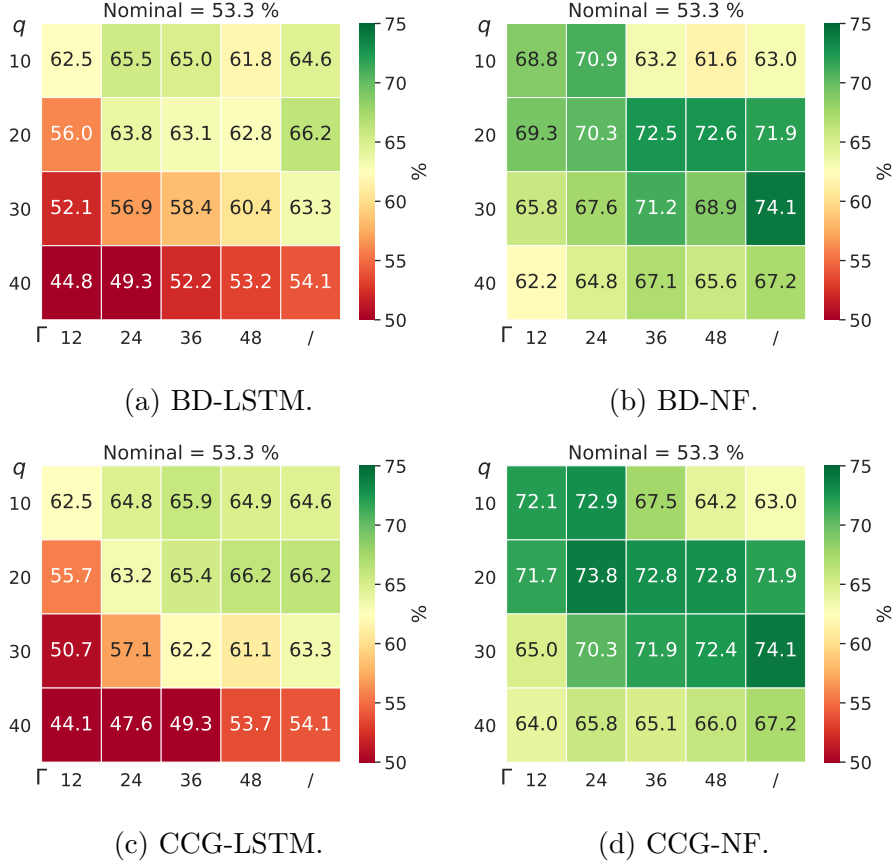 Nominal = 53.3 %
q
10 62.5 65.5 65.0 61.8 64.6
20 56.0 63.8 63.1 62.8 66.2
30 52.1 56.9 58.4 60.4 63.3
40 44.8 49.3 52.2 53.2 54.1
Γ 12 24 36 48 /
75
70
65
60
55
50
%
(a) BD-LSTM.
Nominal = 53.3 %
q
10 68.8 70.9 63.2 61.6 63.0
20 69.3 70.3 72.5 72.6 71.9
30 65.8 67.6 71.2 68.9 74.1
40 62.2 64.8 67.1 65.6 67.2
Γ 12 24 36 48 /
75
70
65
60
55
50
%
(b) BD-NF.
Nominal = 53.3 %
q
10 62.5 64.8 65.9 64.9 64.6
20 55.7 63.2 65.4 66.2 66.2
30 50.7 57.1 62.2 61.1 63.3
40 44.1 47.6 49.3 53.7 54.1
Γ 12 24 36 48 /
75
70
65
60
55
50
%
(c) CCG-LSTM.
Nominal = 53.3 %
q
10 72.1 72.9 67.5 64.2 63.0
20 71.7 73.8 72.8 72.8 71.9
30 65.0 70.3 71.9 72.4 74.1
40 64.0 65.8 65.1 66.0 67.2
Γ 12 24 36 48 /
75
70
65
60
55
50
%
(d) CCG-NF.